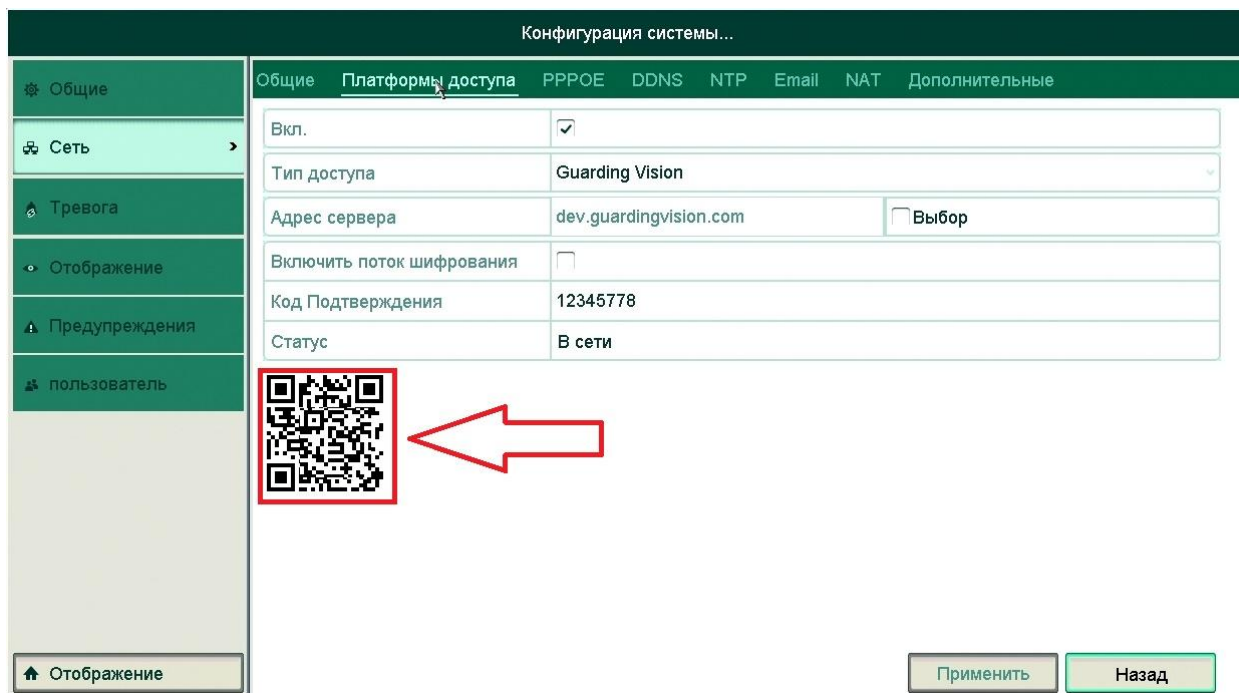 Конфигурация системы...
Общие
Сеть
Тревога
Отображение
Предупреждения
пользователь
Отображение
Общие Платформы доступа PPPOE DDNS NTP Email NAT Дополнительные
Вкл.
Тип доступа Guarding Vision
Адрес сервера dev.guardingvision.com Выбор
Включить поток шифрования
Код Подтверждения 12345778
Статус В сети
Применить Назад